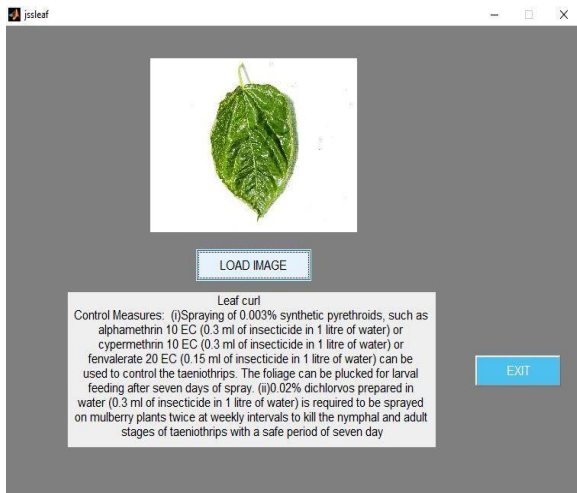 jssleaf
LOAD IMAGE
Leaf curl
Control Measures: (i)Spraying of 0.003% synthetic pyrethroids, such as
alphamethrin 10 EC (0.3 ml of insecticide in 1 litre of water) or
cypermethrin 10 EC (0.3 ml of insecticide in 1 litre of water) or
fenvalerate 20 EC (0.15 ml of insecticide in 1 litre of water) can be
used to control the taeniothrips. The foliage can be plucked for larval
feeding after seven days of spray. (ii)0.02% dichlorvos prepared in
water (0.3 ml of insecticide in 1 litre of water) is required to be sprayed
on mulberry plants twice at weekly intervals to kill the nymphal and adult
stages of taeniothrips with a safe period of seven day
EXIT